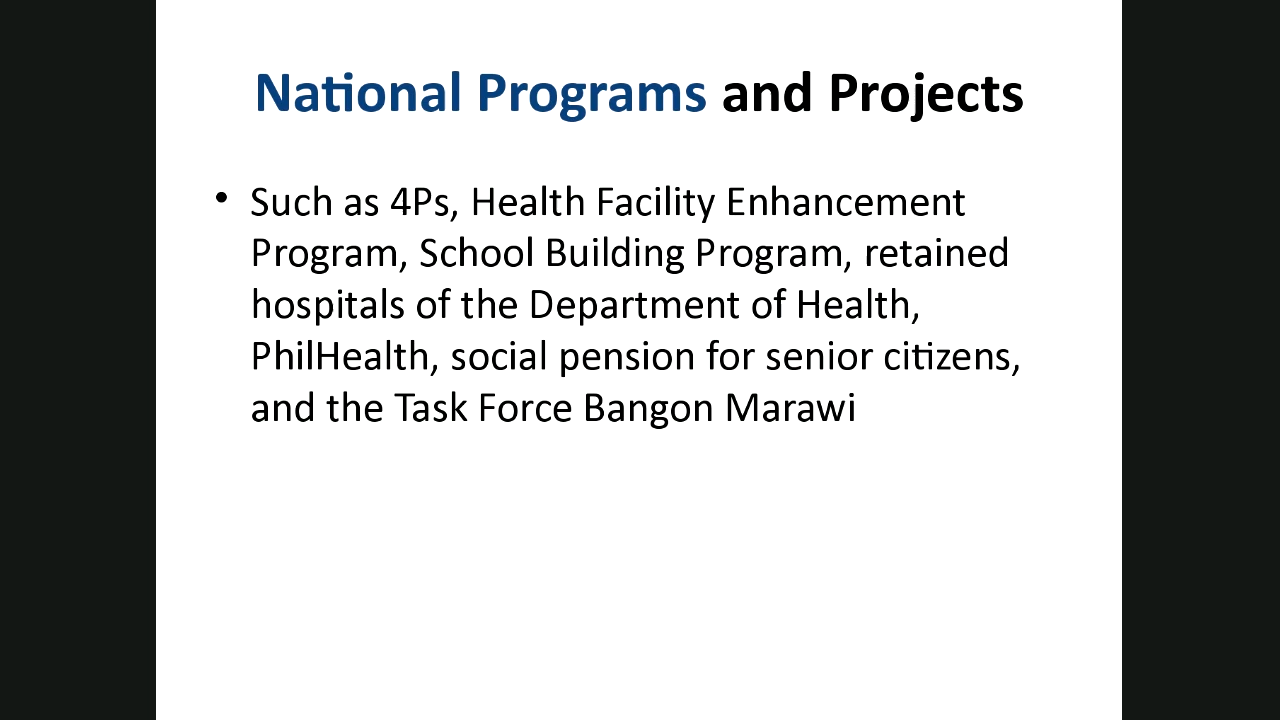 National Programs and Projects
• Such as 4Ps, Health Facility Enhancement
Program, School Building Program, retained
hospitals of the Department of Health,
PhilHealth, social pension for senior citizens,
and the Task Force Bangon Marawi